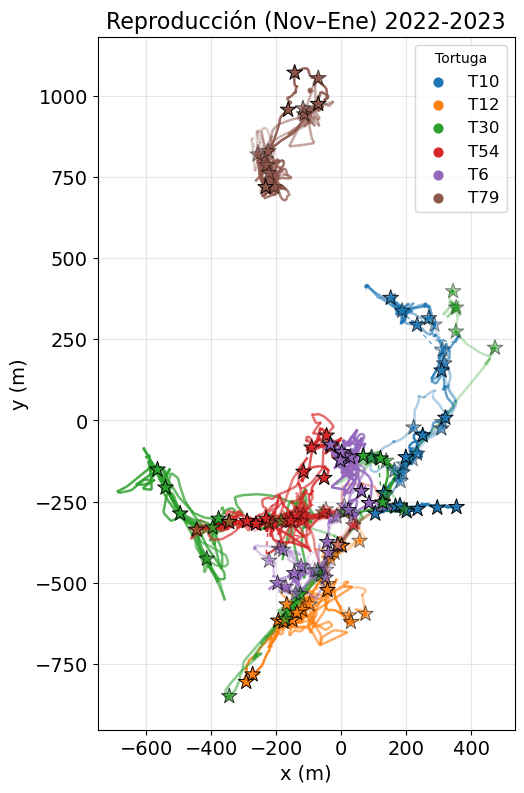 Reproducción (Nov–Ene) 2022-2023
Tortuga
T10
T12
T30
T54
T6
T79
1000
750
500
250
0
−250
−500
−750
y (m)
−600 −400 −200 0 200 400
x (m)